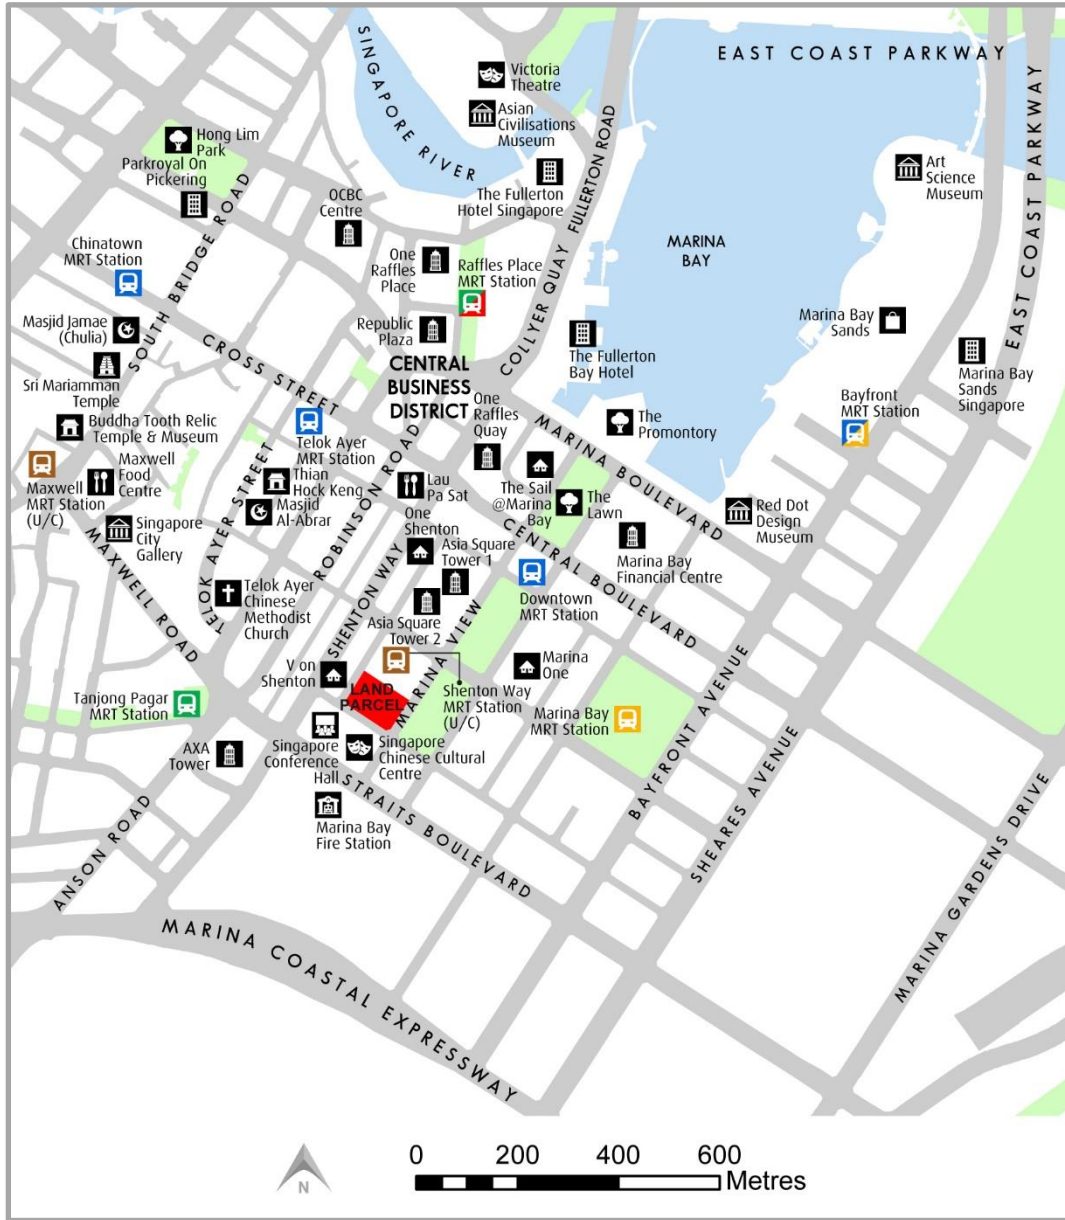 EAST COAST PARKWAY
SINGAPORE RIVER
Victoria
Theatre
Asian
Civilisations
Museum
FULLERTON ROAD
EAST COAST PARKWAY
Hong Lim
Park
Parkroyal On
Pickering
The Fullerton
Hotel Singapore
Art
Science
Museum
OCBC
Centre
SOUTH BRIDGE ROAD
Chinatown
MRT Station
One
Raffles
Place
Raffles Place
MRT Station
COLLYER QUAY
MARINA
BAY
Masjid Jamae
(Chulia)
Republic
Plaza
Marina Bay
Sands
Sri Mariamman
Temple
CROSS STREET
CENTRAL
BUSINESS
DISTRICT
The Fullerton
Bay Hotel
Marina Bay
Sands
Singapore
Bayfront
MRT Station
Buddha Tooth Relic
Temple & Museum
Telok Ayer
MRT Station
One
Raffles
Quay
The
Promontory
MARINA BOULEVARD
Maxwell
MRT Station
(U/C)
Maxwell
Food
Centre
Thian
Hock Keng
Lau
Pa Sat
The Sail
@Marina
Bay
The
Lawn
Red Dot
Design
Museum
Singapore
City
Gallery
Masjid
Al-Abrar
TELOK AYER STREET
ROBINSON ROAD
One
Shenton
Asia Square
Tower 1
CENTRAL BOULEVARD
Marina Bay
Financial Centre
MAXWELL ROAD
Telok Ayer
Chinese
Methodist
Church
SHENTON WAY
Asia Square
Tower 2
Downtown
MRT Station
MARINA VIEW
V on
Shenton
LAND
PARCEL
Shenton Way
MRT Station
(U/C)
Marina
One
Tanjong Pagar
MRT Station
Marina Bay
MRT Station
BAYFRONT AVENUE
SHEARES AVENUE
AXA
Tower
Singapore
Conference
Hall
Singapore
Chinese Cultural
Centre
Marina Bay
Fire Station
STRAITS BOULEVARD
ANSON ROAD
MARINA GARDENS DRIVE
MARINA COASTAL EXPRESSWAY
N
0 200 400 600
Metres